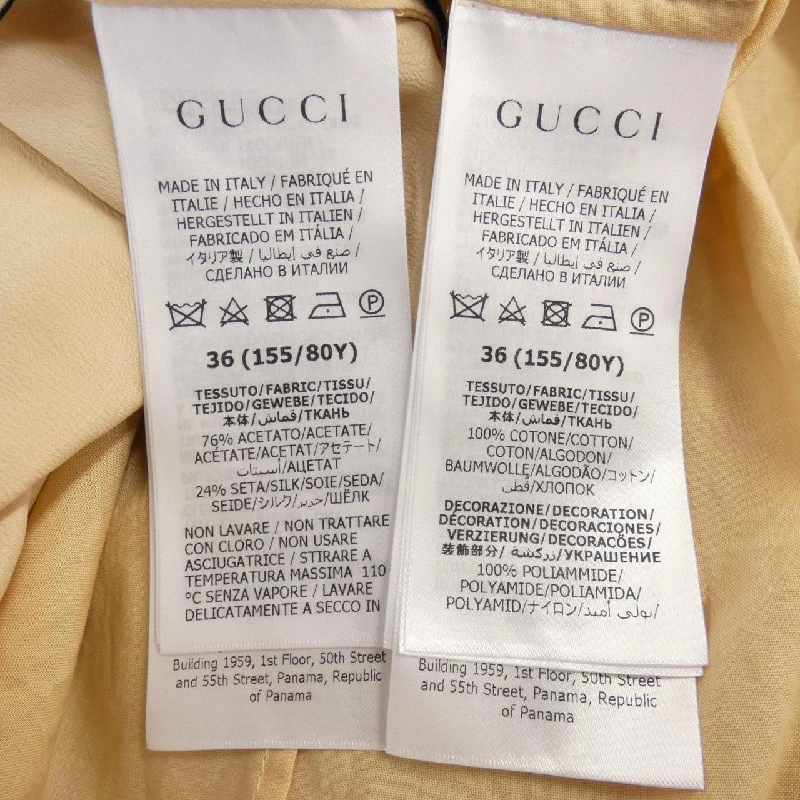 GUCCI
MADE IN ITALY / FABRIQUÉ EN
ITALIE / HECHO EN ITALIA /
HERGESTELLT IN ITALIEN /
FABRICADO EM ITÁLIA /
イタリア製 / صنع في إيطاليا /
СДЕЛАНО В ИТАЛИИ
P
36 (155/80Y)
TESSUTO/FABRIC/TISSU/
TEJIDO/GEWEBE/TECIDO/
本体/قماش/ТКАНЬ
76% ACETATO/ACETATE/
ACÉTATE/ACETAT/アセテート/
أسيتات/АЦЕТАТ
24% SETA/SILK/SOIE/SEDA/
SEIDE/シルク/حرير/ШЁЛК
NON LAVARE / NON TRATTARE
CON CLORO / NON USARE
ASCIUGATRICE / STIRARE A
TEMPERATURA MASSIMA 110
°C SENZA VAPORE / LAVARE
DELICATAMENTE A SECCO IN
Building 1959, 1st Floor, 50th Street
and 55th Street, Panama, Republic
of Panama
GUCCI
MADE IN ITALY / FABRIQUÉ EN
ITALIE / HECHO EN ITALIA /
HERGESTELLT IN ITALIEN /
FABRICADO EM ITÁLIA /
イタリア製 / صنع في إيطاليا /
СДЕЛАНО В ИТАЛИИ
P
36 (155/80Y)
TESSUTO/FABRIC/TISSU/
TEJIDO/GEWEBE/TECIDO/
本体/قماش/ТКАНЬ
100% COTONE/COTTON/
COTON/ALGODON/
BAUMWOLLE/ALGODÃO/コットン/
قطن/ХЛОПОК
DECORAZIONE/DECORATION/
DÉCORATION/DECORACIONES/
VERZIERUNG/DECORAÇÕES/
装飾部分/زركشة/УКРАШЕНИЕ
100% POLIAMMIDE/
POLYAMIDE/POLIAMIDA/
POLYAMID/ナイロン/بولي أميد/
Building 1959, 1st Floor, 50th Street
and 55th Street, Panama, Republic
of Panama